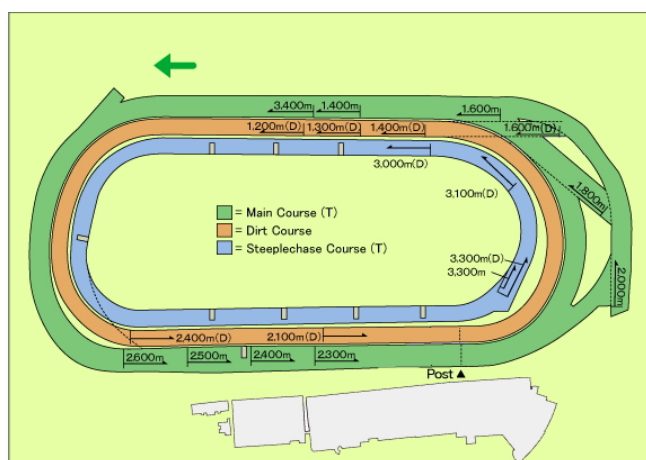 3.400m 1.400m
1.600m
1.200m(D) 1.300m(D) 1.400m(D)
1.600m(D)
3.000m(D)
3.100m(D)
1.800m
= Main Course (T)
= Dirt Course
= Steeplechase Course (T)
3.300m(D)
3.300m
2.000m
2.400m(D) 2.100m(D)
2.600m 2.500m 2.400m 2.300m
Post ▲